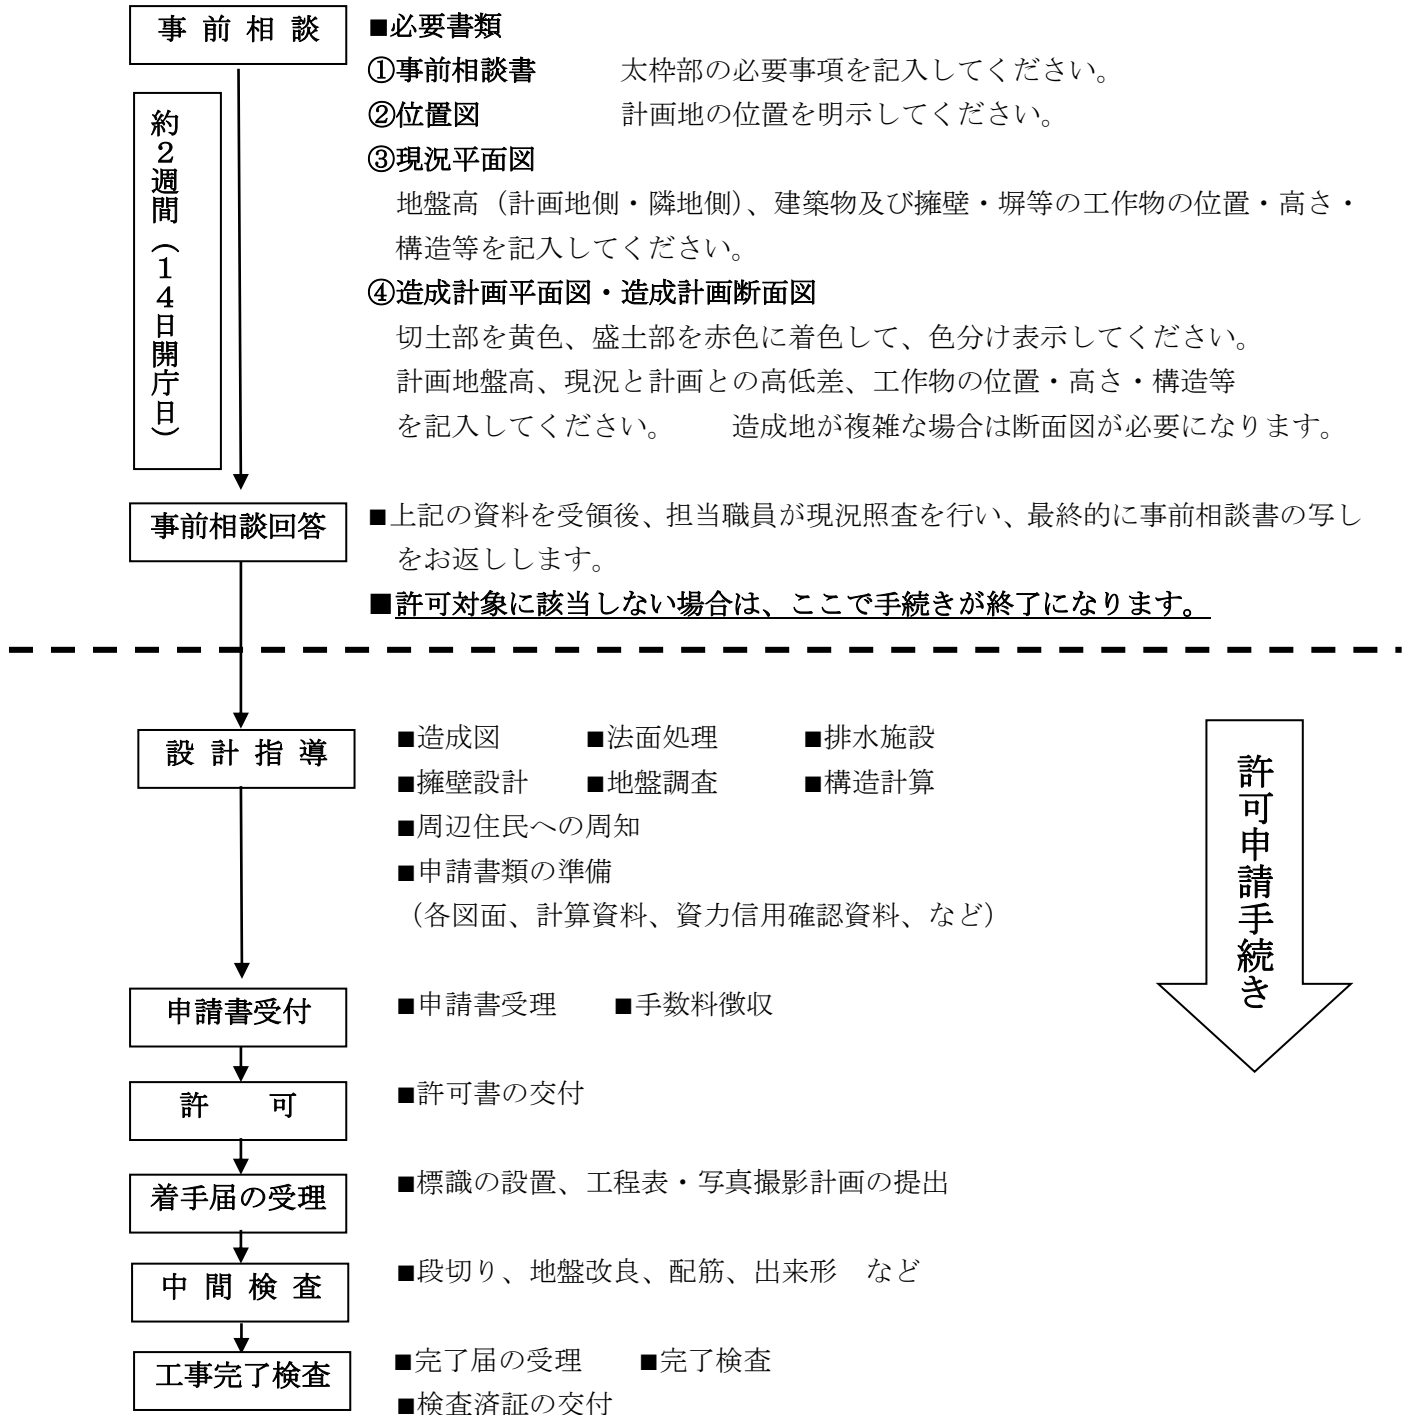 事 前 相 談
■必要書類
①事前相談書 太枠部の必要事項を記入してください。
②位置図 計画地の位置を明示してください。
③現況平面図
地盤高（計画地側・隣地側）、建築物及び擁壁・塀等の工作物の位置・高さ・
構造等を記入してください。
④造成計画平面図・造成計画断面図
切土部を黄色、盛土部を赤色に着色して、色分け表示してください。
計画地盤高、現況と計画との高低差、工作物の位置・高さ・構造等
を記入してください。 造成地が複雑な場合は断面図が必要になります。
約２週間（１４日開庁日）
事前相談回答
■上記の資料を受領後、担当職員が現況照査を行い、最終的に事前相談書の写し
をお返しします。
■許可対象に該当しない場合は、ここで手続きが終了になります。
設 計 指 導
■造成図 ■法面処理 ■排水施設
■擁壁設計 ■地盤調査 ■構造計算
■周辺住民への周知
■申請書類の準備
（各図面、計算資料、資力信用確認資料、など）
許可申請手続き
申請書受付
■申請書受理 ■手数料徴収
許 可
■許可書の交付
着手届の受理
■標識の設置、工程表・写真撮影計画の提出
中 間 検 査
■段切り、地盤改良、配筋、出来形 など
工事完了検査
■完了届の受理 ■完了検査
■検査済証の交付